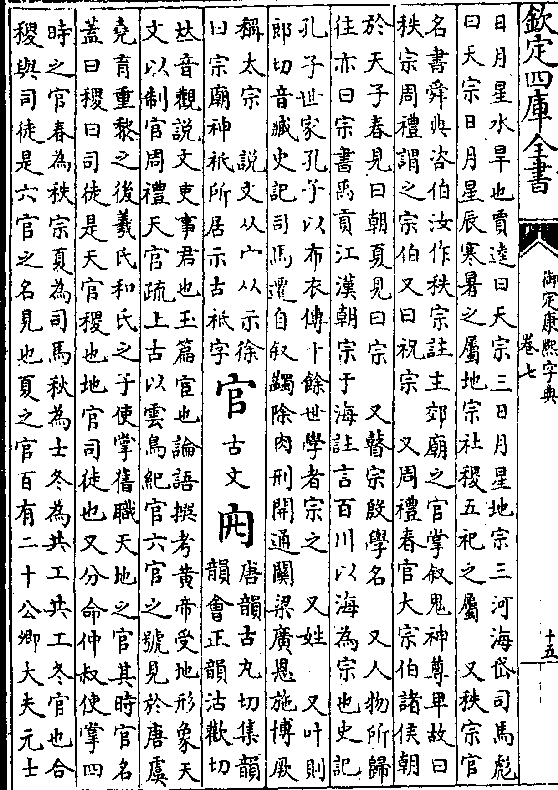 欽定四庫全書
御定康熙字典
卷七
十五
日月星水旱也賈逵曰天宗三日月星地宗三河海岱司馬彪
曰天宗日月星辰寒暑之屬地宗社稷五祀之屬 又秩宗官
名書舜典咨伯汝作秩宗註主郊廟之官掌叙鬼神尊卑故曰
秩宗周禮謂之宗伯又曰祝宗 又周禮春官大宗伯諸侯朝
於天子春見曰朝夏見曰宗 又瞽宗殷學名 又人物所歸
往亦曰宗書禹貢江漢朝宗于海註言百川以海為宗也史記
孔子世家孔子以布衣傳十餘世學者宗之 又姓 又叶則
郎切音臧史記司馬遷自叙蠲除肉刑開通關梁廣恩施博厥
稱太宗 說文从宀从示徐
曰宗廟神祇所居示古祇字
官 古文
唐韻古丸切集韻
韻會正韻沽歡切
𠀤音觀說文吏事君也玉篇宦也論語撰考黃帝受地形象天
文以制官周禮天官疏上古以雲鳥紀官六官之號見於唐虞
堯育重黎之後羲氏和氏之子使掌舊職天地之官其時官名
蓋曰稷曰司徒是天官稷也地官司徒也又分命仲叔使掌四
時之官春為秩宗夏為司馬秋為士冬為共工共工冬官也合
稷與司徒是六官之名見也夏之官百有二十公卿大夫元士